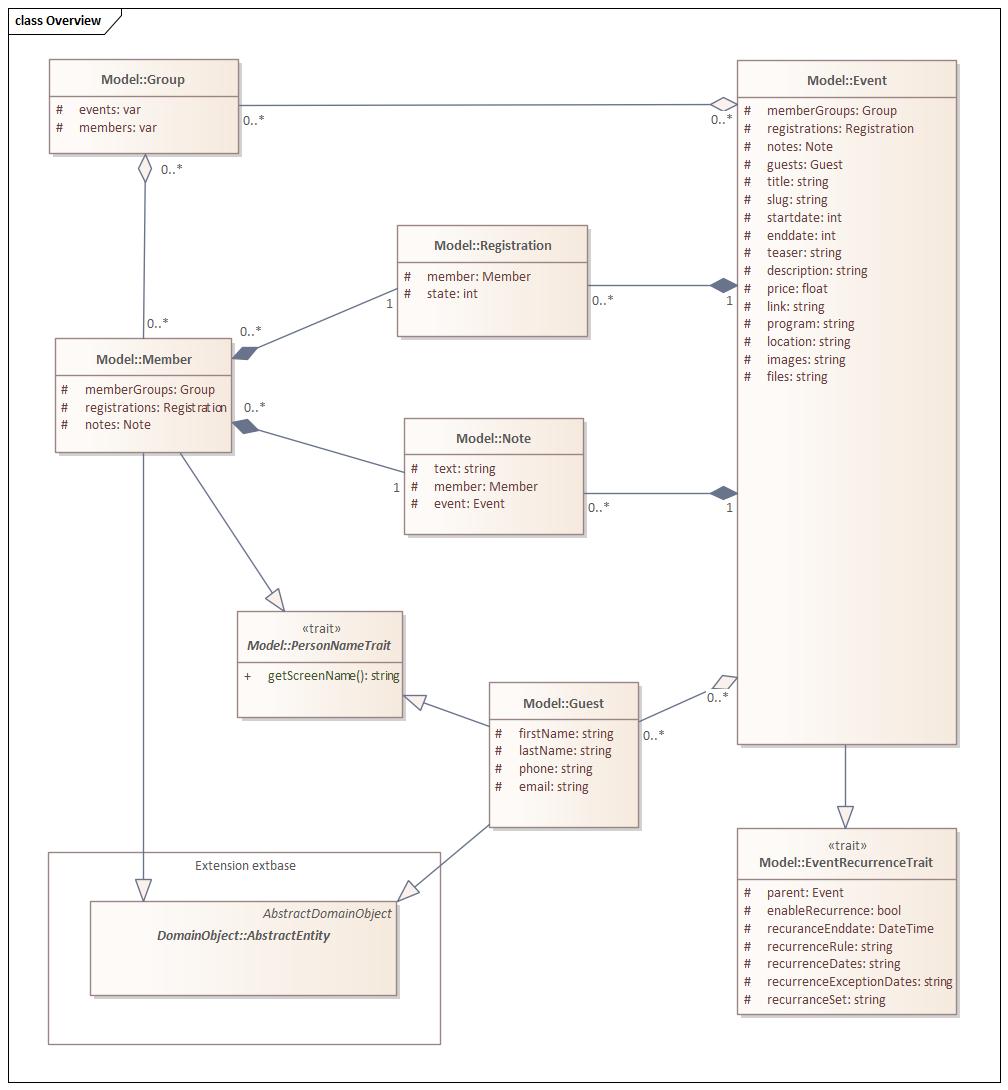 class Overview
Model::Group
# events: var
# members: var
0..*
0..*
0..*
0..*
Model::Event
# memberGroups: Group
# registrations: Registration
# notes: Note
# guests: Guest
# title: string
# slug: string
# startdate: int
# enddate: int
# teaser: string
# description: string
# price: float
# link: string
# program: string
# location: string
# images: string
# files: string
Model::Registration
# member: Member
# state: int
0..*
1
0..*
1
Model::Member
# memberGroups: Group
# registrations: Registration
# notes: Note
0..*
1
Model::Note
# text: string
# member: Member
# event: Event
0..*
1
«trait»
Model::PersonNameTrait
+ getScreenName(): string
Model::Guest
# firstName: string
# lastName: string
# phone: string
# email: string
0..*
0..*
«trait»
Model::EventRecurrenceTrait
# parent: Event
# enableRecurrence: bool
# recuranceEnddate: DateTime
# recurrenceRule: string
# recurrenceDates: string
# recurrenceExceptionDates: string
# recurranceSet: string
Extension extbase
AbstractDomainObject
DomainObject::AbstractEntity